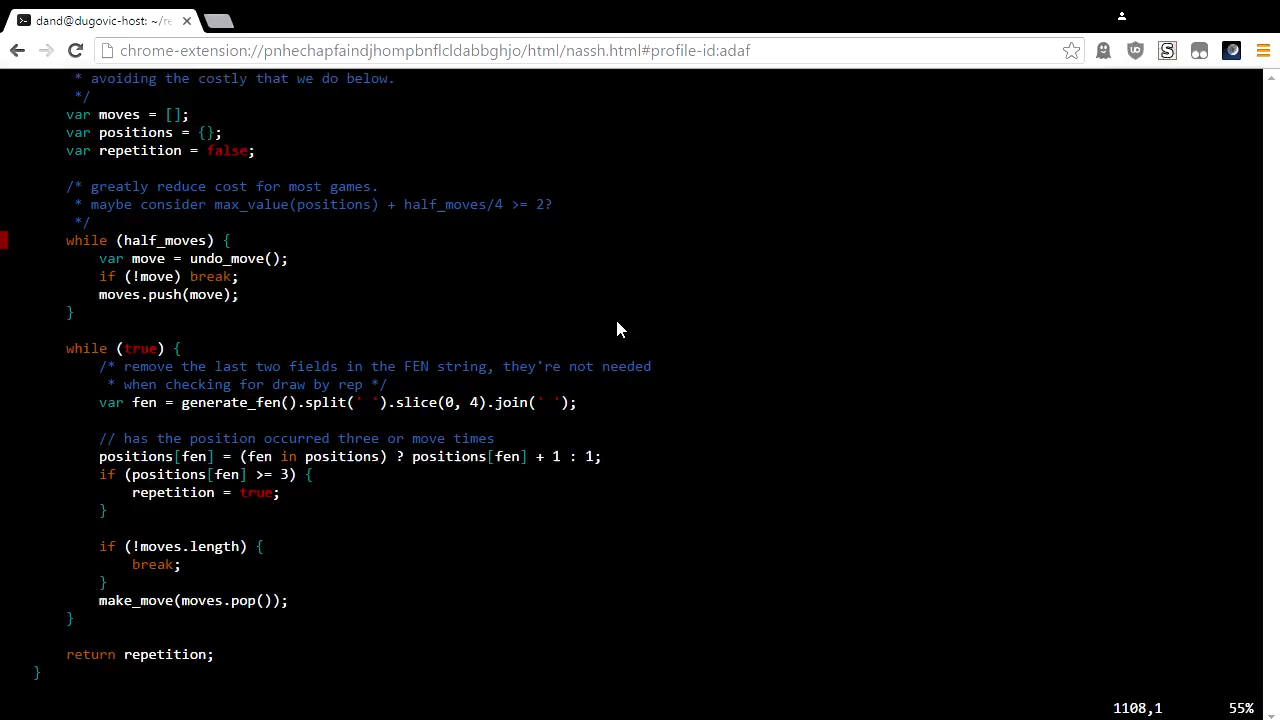 dand@dugovic-host: ~/re
chrome-extension://pnhechapfaindjhompbnflcldabbghjo/html/nassh.html#profile-id:adaf
* avoiding the costly that we do below.
*/
var moves = [];
var positions = {};
var repetition = false;
/* greatly reduce cost for most games.
* maybe consider max_value(positions) + half_moves/4 >= 2?
*/
while (half_moves) {
var move = undo_move();
if (!move) break;
moves.push(move);
}
while (true) {
/* remove the last two fields in the FEN string, they're not needed
* when checking for draw by rep */
var fen = generate_fen().split(' ').slice(0, 4).join(' ');
// has the position occurred three or move times
positions[fen] = (fen in positions) ? positions[fen] + 1 : 1;
if (positions[fen] >= 3) {
repetition = true;
}
if (!moves.length) {
break;
}
make_move(moves.pop());
}
return repetition;
}
1108,1 55%